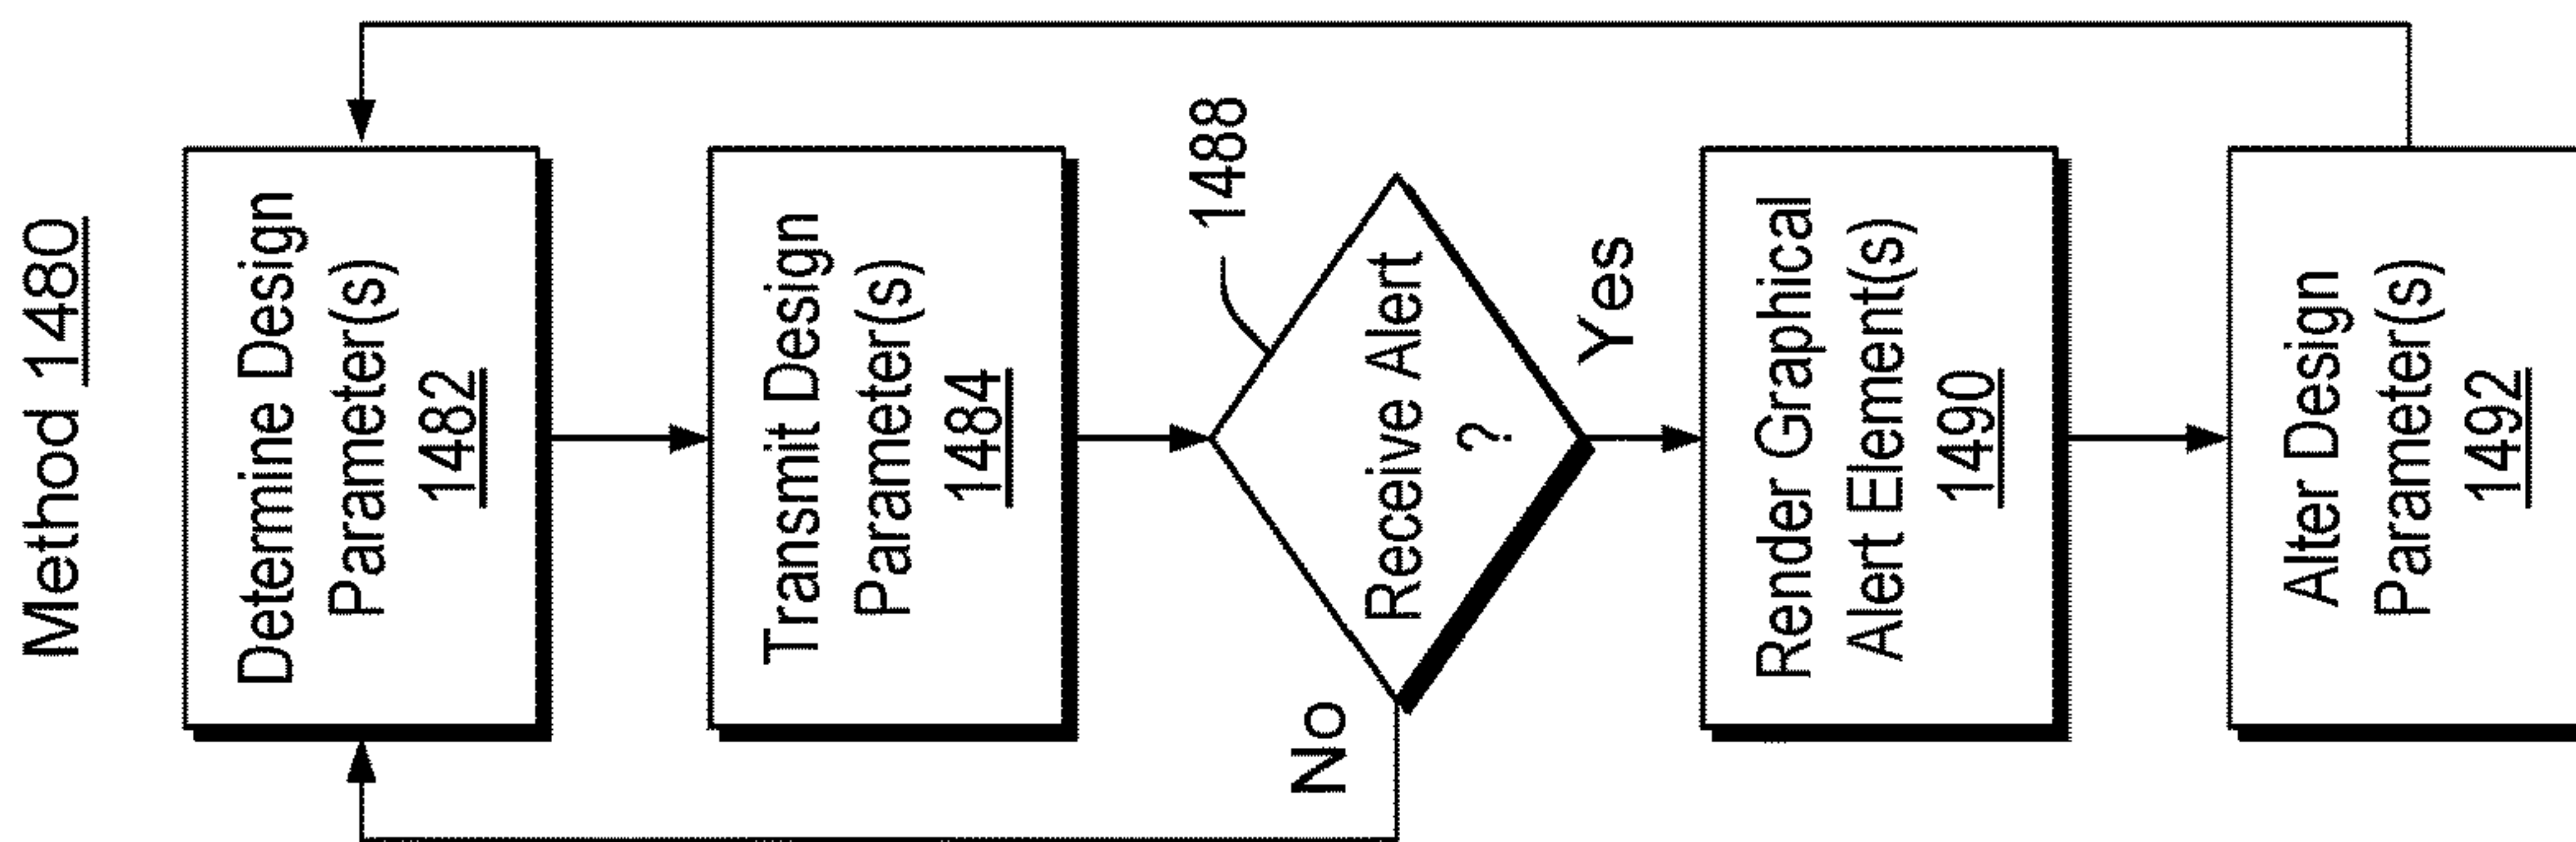 Method 1480
Determine Design
Parameter(s)
1482
Transmit Design
Parameter(s)
1484
1488
Receive Alert
?
No
Yes
Render Graphical
Alert Element(s)
1490
Alter Design
Parameter(s)
1492